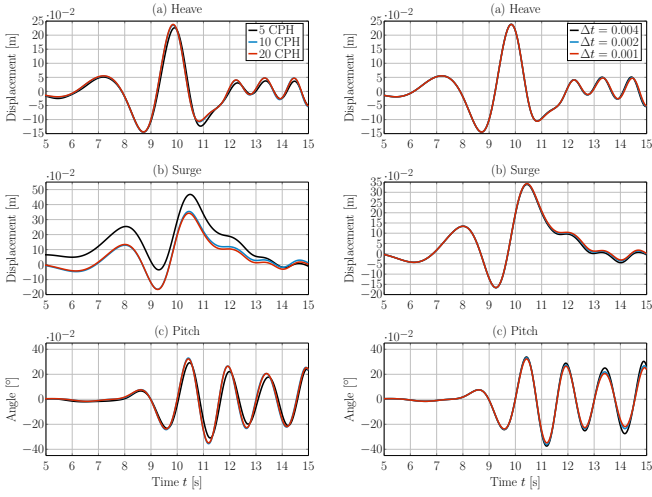 (a) Heave
·10⁻²
25
20
15
10
5
0
−5
−10
−15
Displacement [m]
5 CPH
10 CPH
20 CPH
5 6 7 8 9 10 11 12 13 14 15
(a) Heave
·10⁻²
25
20
15
10
5
0
−5
−10
−15
Displacement [m]
Δt = 0.004
Δt = 0.002
Δt = 0.001
5 6 7 8 9 10 11 12 13 14 15
(b) Surge
·10⁻²
50
40
30
20
10
0
−10
−20
Displacement [m]
5 6 7 8 9 10 11 12 13 14 15
(b) Surge
·10⁻²
35
30
25
20
15
10
5
0
−5
−10
−15
20
Displacement [m]
5 6 7 8 9 10 11 12 13 14 15
(c) Pitch
·10⁻²
40
20
0
−20
−40
Angle [°]
5 6 7 8 9 10 11 12 13 14 15
Time t [s]
(c) Pitch
·10⁻²
40
20
0
−20
−40
Angle [°]
5 6 7 8 9 10 11 12 13 14 15
Time t [s]